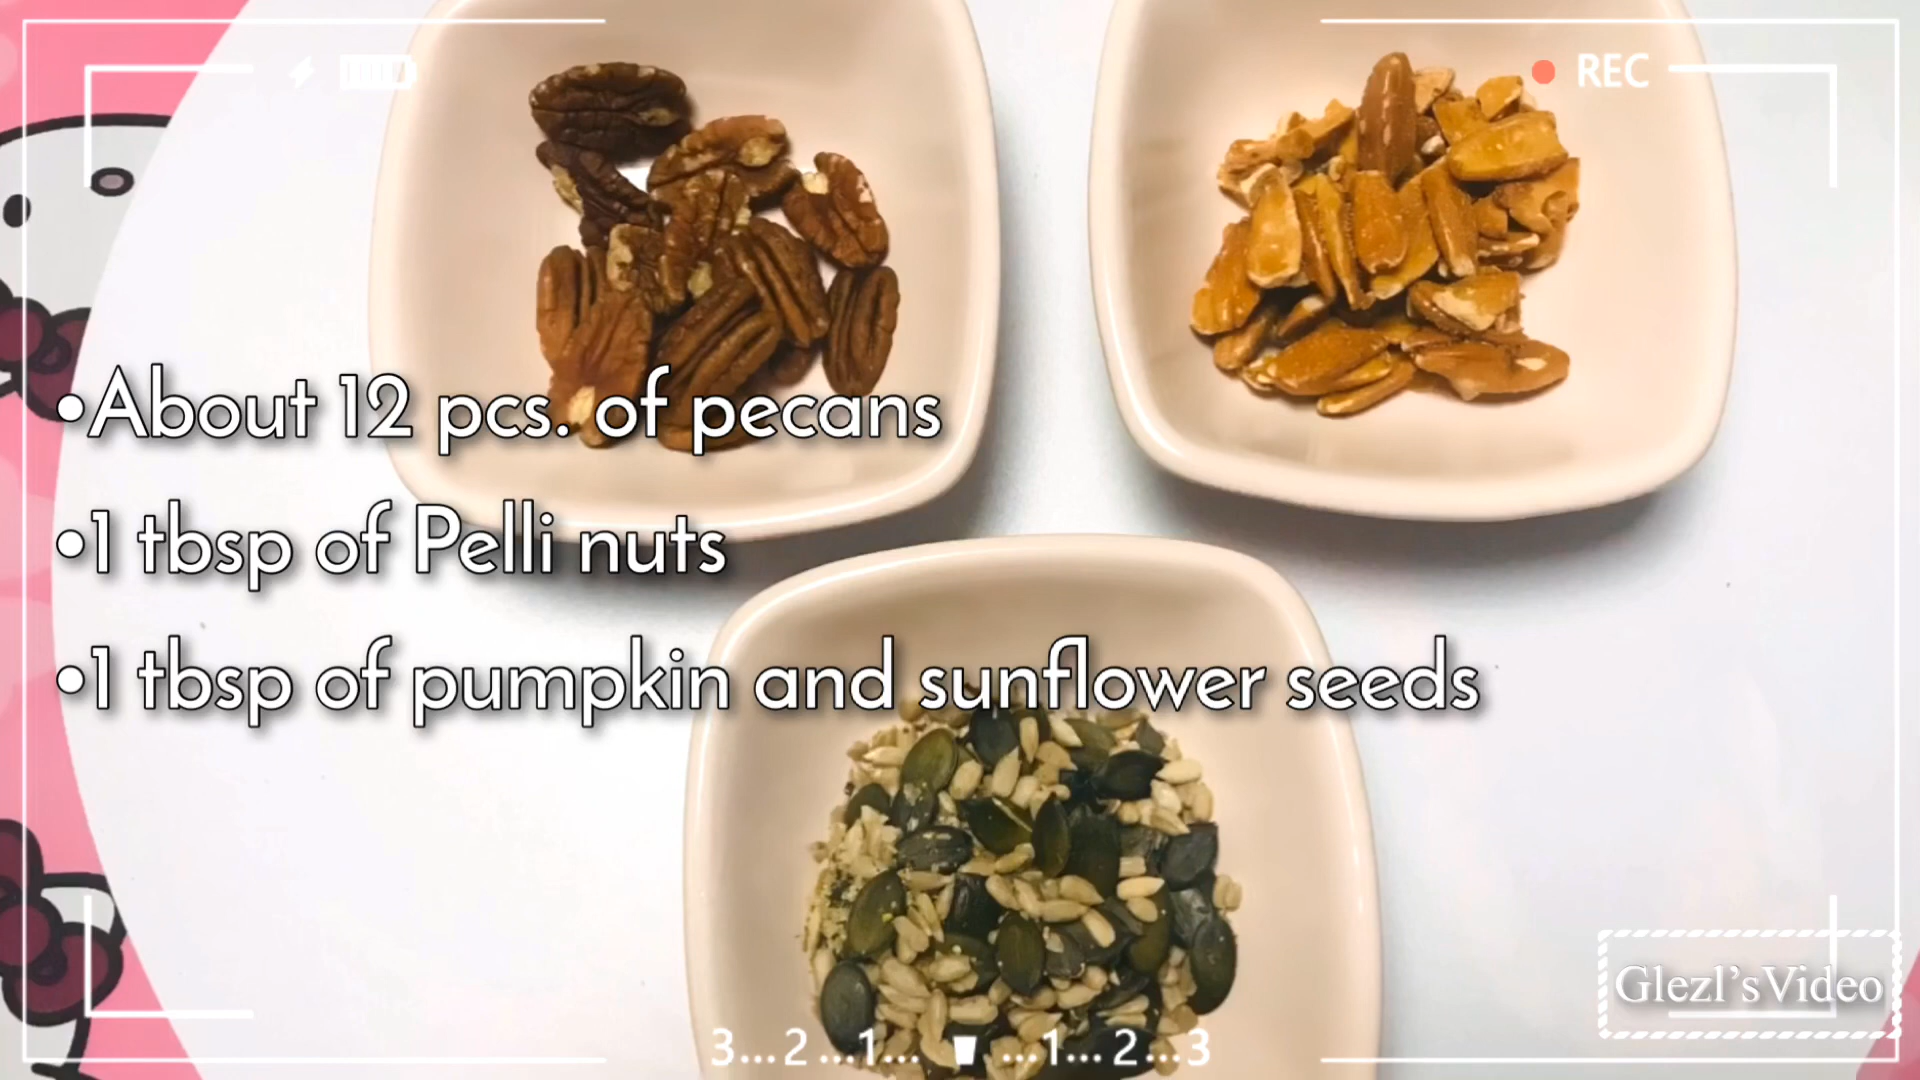 REC
•About 12 pcs. of pecans
•1 tbsp of Pelli nuts
•1 tbsp of pumpkin and sunflower seeds
Glezl'sVideo
3...2...1... ...1...2...3